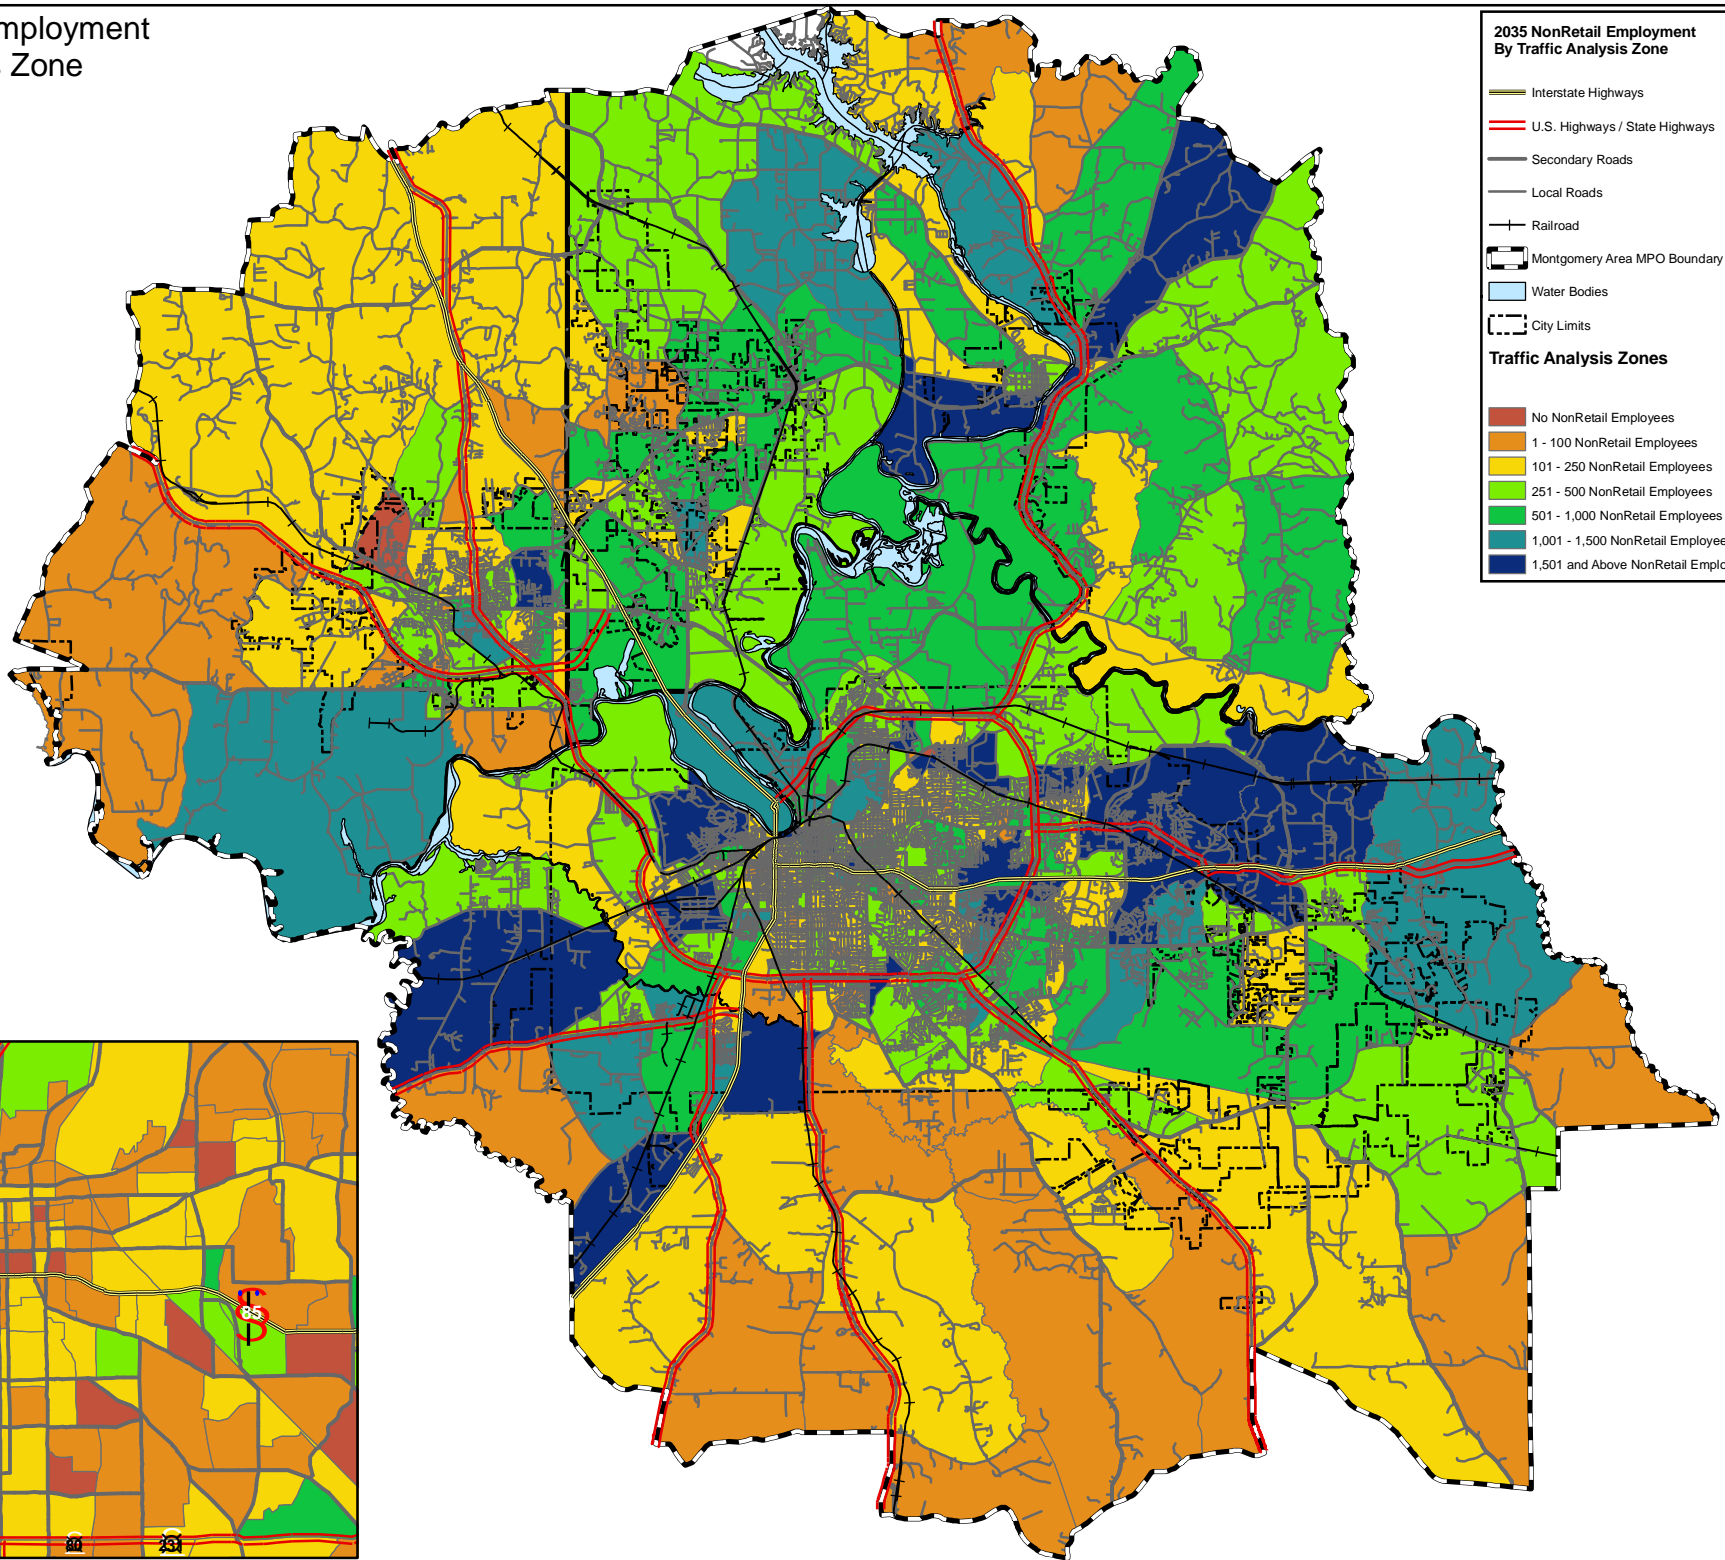 mployment
s Zone
2035 NonRetail Employment
By Traffic Analysis Zone
Interstate Highways
U.S. Highways / State Highways
Secondary Roads
Local Roads
Railroad
Montgomery Area MPO Boundary
Water Bodies
City Limits
Traffic Analysis Zones
No NonRetail Employees
1 - 100 NonRetail Employees
101 - 250 NonRetail Employees
251 - 500 NonRetail Employees
501 - 1,000 NonRetail Employees
1,001 - 1,500 NonRetail Employee
1,501 and Above NonRetail Emplo
85
80
231